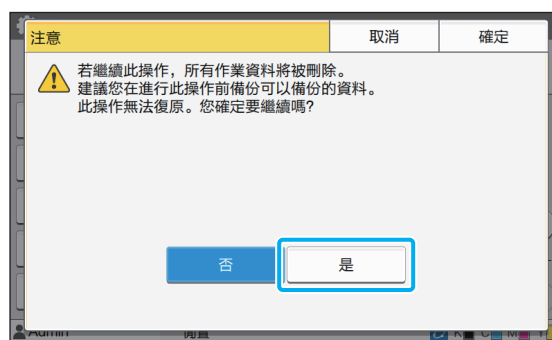 注意
取消
確定
若繼續此操作，所有作業資料將被刪除。
建議您在進行此操作前備份可以備份的資料。
此操作無法復原。您確定要繼續嗎?
否
是
Admin
閒置
K C M Y